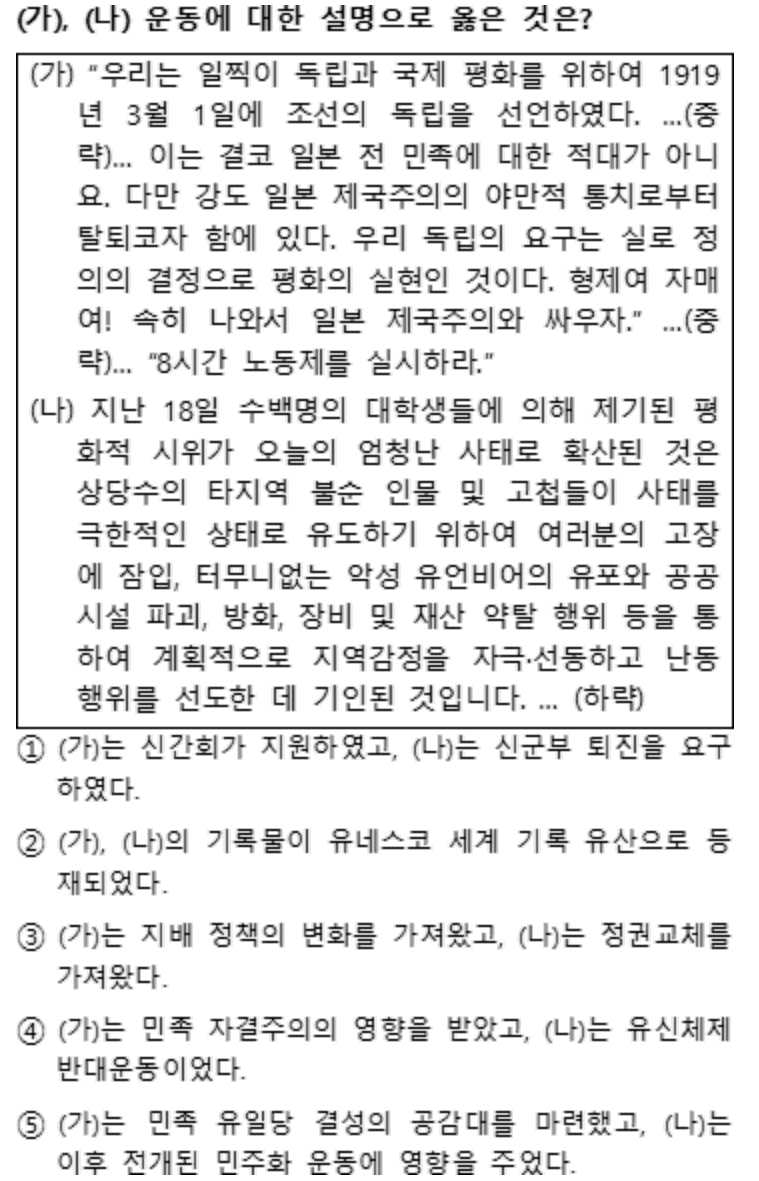 (가), (나) 운동에 대한 설명으로 옳은 것은?
(가) “우리는 일찍이 독립과 국제 평화를 위하여 1919
년 3월 1일에 조선의 독립을 선언하였다. ...(중
략)... 이는 결코 일본 전 민족에 대한 적대가 아니
요. 다만 강도 일본 제국주의의 야만적 통치로부터
탈퇴코자 함에 있다. 우리 독립의 요구는 실로 정
의의 결정으로 평화의 실현인 것이다. 형제여 자매
여! 속히 나와서 일본 제국주의와 싸우자.” ...(중
략)... “8시간 노동제를 실시하라.”
(나) 지난 18일 수백명의 대학생들에 의해 제기된 평
화적 시위가 오늘의 엄청난 사태로 확산된 것은
상당수의 타지역 불순 인물 및 고첩들이 사태를
극한적인 상태로 유도하기 위하여 여러분의 고장
에 잠입, 터무니없는 악성 유언비어의 유포와 공공
시설 파괴, 방화, 장비 및 재산 약탈 행위 등을 통
하여 계획적으로 지역감정을 자극·선동하고 난동
행위를 선도한 데 기인된 것입니다. ... (하략)
① (가)는 신간회가 지원하였고, (나)는 신군부 퇴진을 요구
하였다.
② (가), (나)의 기록물이 유네스코 세계 기록 유산으로 등
재되었다.
③ (가)는 지배 정책의 변화를 가져왔고, (나)는 정권교체를
가져왔다.
④ (가)는 민족 자결주의의 영향을 받았고, (나)는 유신체제
반대운동이었다.
⑤ (가)는 민족 유일당 결성의 공감대를 마련했고, (나)는
이후 전개된 민주화 운동에 영향을 주었다.